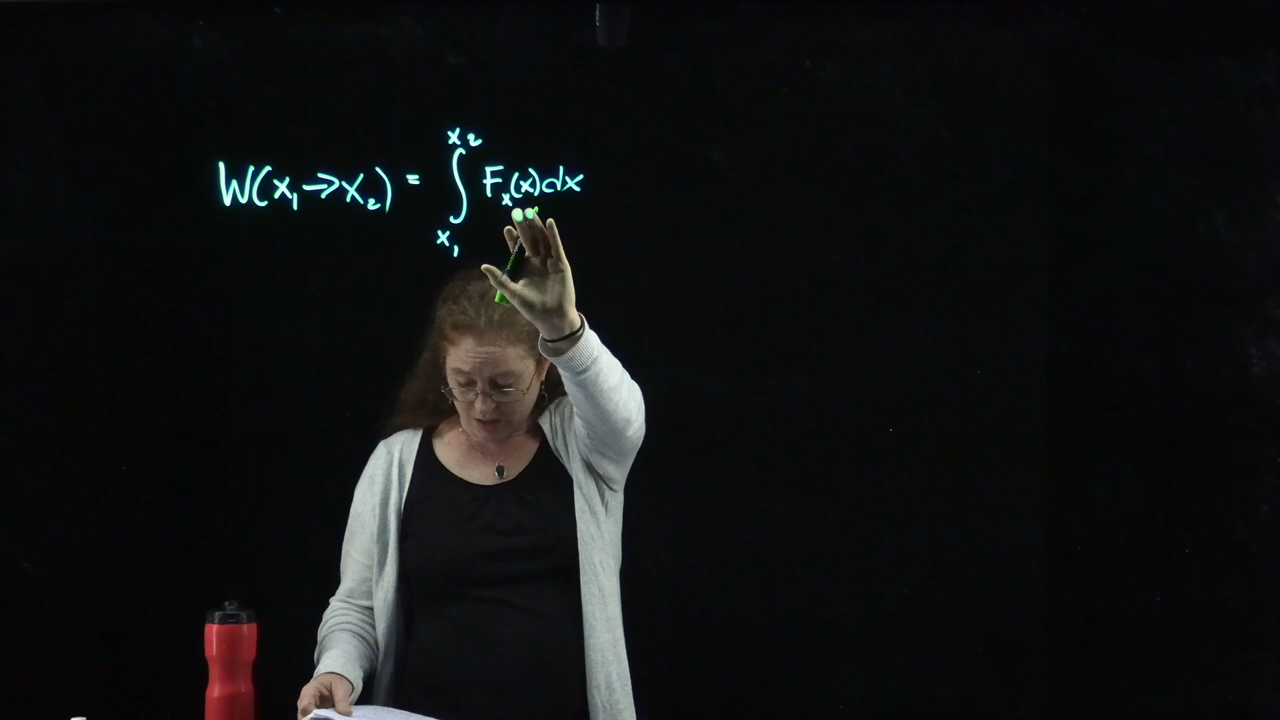 W(x₁→x₂) = ∫_{x₁}^{x₂} Fₓ(x)dx